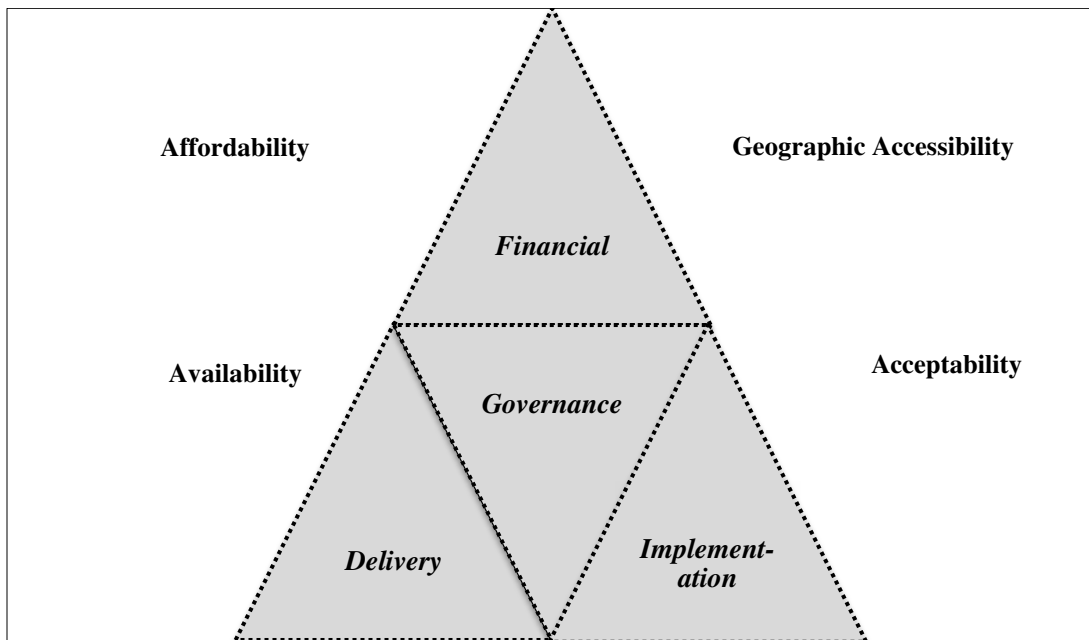 Affordability
Geographic Accessibility
Financial
Availability
Acceptability
Governance
Delivery
Implement-
ation